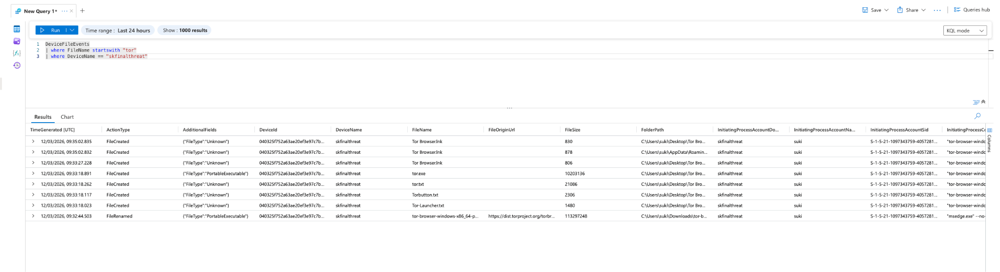 New Query 1* ··· × +
Save Share ··· Queries hub
Run Time range : Last 24 hours Show : 1000 results KQL mode
1 DeviceFileEvents
2 | where FileName startswith "tor"
3 | where DeviceName == "skfinalthreat"
Results Chart
TimeGenerated [UTC] ActionType AdditionalFields DeviceId DeviceName FileName FileOriginUrl FileSize FolderPath InitiatingProcessAccountDo... InitiatingProcessAccountNa... InitiatingProcessAccountSid InitiatingProcessCo
12/03/2026, 09:35:02.835 FileCreated {"FileType":"Unknown"} 040325f752a63ae20ef3e97c7b... skfinalthreat Tor Browser.lnk 830 C:\Users\suki\Desktop\Tor Bro... skfinalthreat suki S-1-5-21-1097343759-4057281... "tor-browser-windo
12/03/2026, 09:35:02.832 FileCreated {"FileType":"Unknown"} 040325f752a63ae20ef3e97c7b... skfinalthreat Tor Browser.lnk 878 C:\Users\suki\AppData\Roamin... skfinalthreat suki S-1-5-21-1097343759-4057281... "tor-browser-windo
12/03/2026, 09:33:27.228 FileCreated {"FileType":"Unknown"} 040325f752a63ae20ef3e97c7b... skfinalthreat Tor Browser.lnk 806 C:\Users\suki\Desktop\Tor Bro... skfinalthreat suki S-1-5-21-1097343759-4057281... "tor-browser-windo
12/03/2026, 09:33:18.891 FileCreated {"FileType":"PortableExecutable"} 040325f752a63ae20ef3e97c7b... skfinalthreat tor.exe 10203136 C:\Users\suki\Desktop\Tor Bro... skfinalthreat suki S-1-5-21-1097343759-4057281... "tor-browser-windo
12/03/2026, 09:33:18.262 FileCreated {"FileType":"Unknown"} 040325f752a63ae20ef3e97c7b... skfinalthreat tor.txt 21086 C:\Users\suki\Desktop\Tor Bro... skfinalthreat suki S-1-5-21-1097343759-4057281... "tor-browser-windo
12/03/2026, 09:33:18.117 FileCreated {"FileType":"Unknown"} 040325f752a63ae20ef3e97c7b... skfinalthreat Torbutton.txt 2306 C:\Users\suki\Desktop\Tor Bro... skfinalthreat suki S-1-5-21-1097343759-4057281... "tor-browser-windo
12/03/2026, 09:33:18.023 FileCreated {"FileType":"Unknown"} 040325f752a63ae20ef3e97c7b... skfinalthreat Tor-Launcher.txt 1480 C:\Users\suki\Desktop\Tor Bro... skfinalthreat suki S-1-5-21-1097343759-4057281... "tor-browser-windo
12/03/2026, 09:32:44.503 FileRenamed {"FileType":"PortableExecutable"} 040325f752a63ae20ef3e97c7b... skfinalthreat tor-browser-windows-x86_64-p... https://dist.torproject.org/torbr... 113297248 C:\Users\suki\Downloads\tor-b... skfinalthreat suki S-1-5-21-1097343759-4057281... "msedge.exe" --no-
Columns